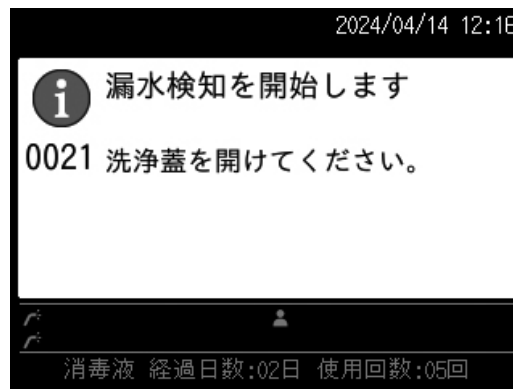 2024/04/14 12:16
漏水検知を開始します
0021 洗浄蓋を開けてください。
消毒液 経過日数:02日 使用回数:05回